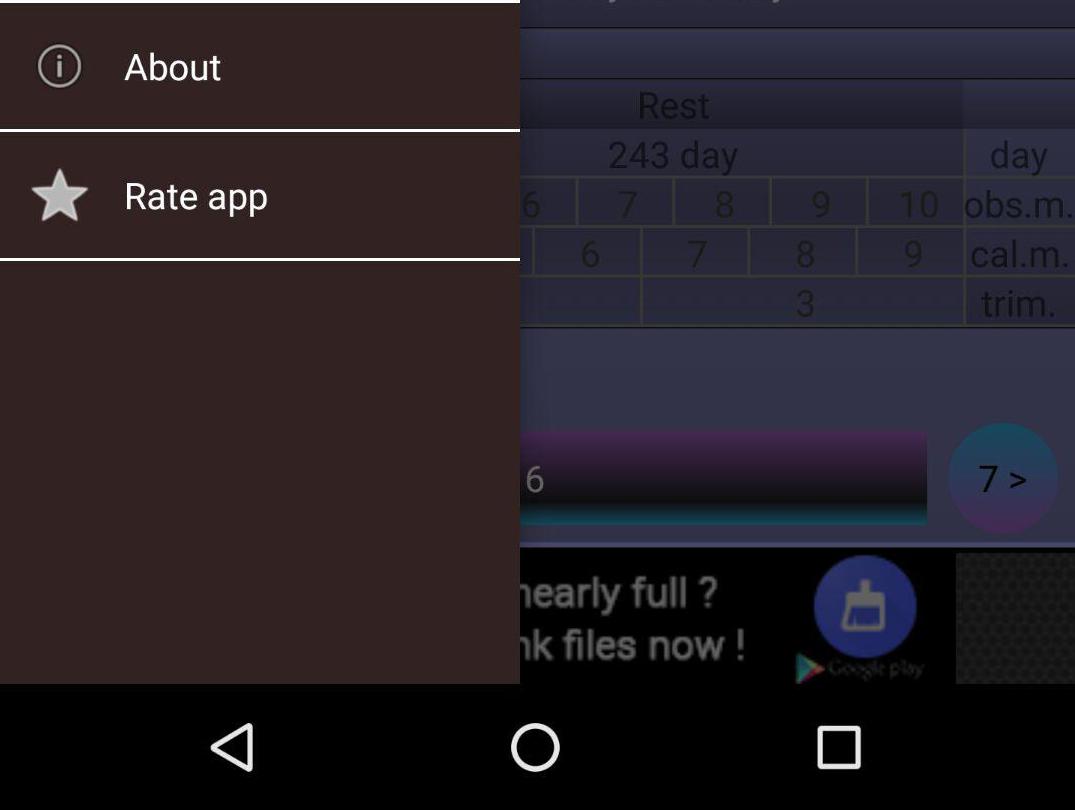 About
Rate app
Rest
243 day day
6 7 8 9 10 obs.m.
6 7 8 9 cal.m.
3 trim.
6 7 >
nearly full ?
nk files now !
Google play